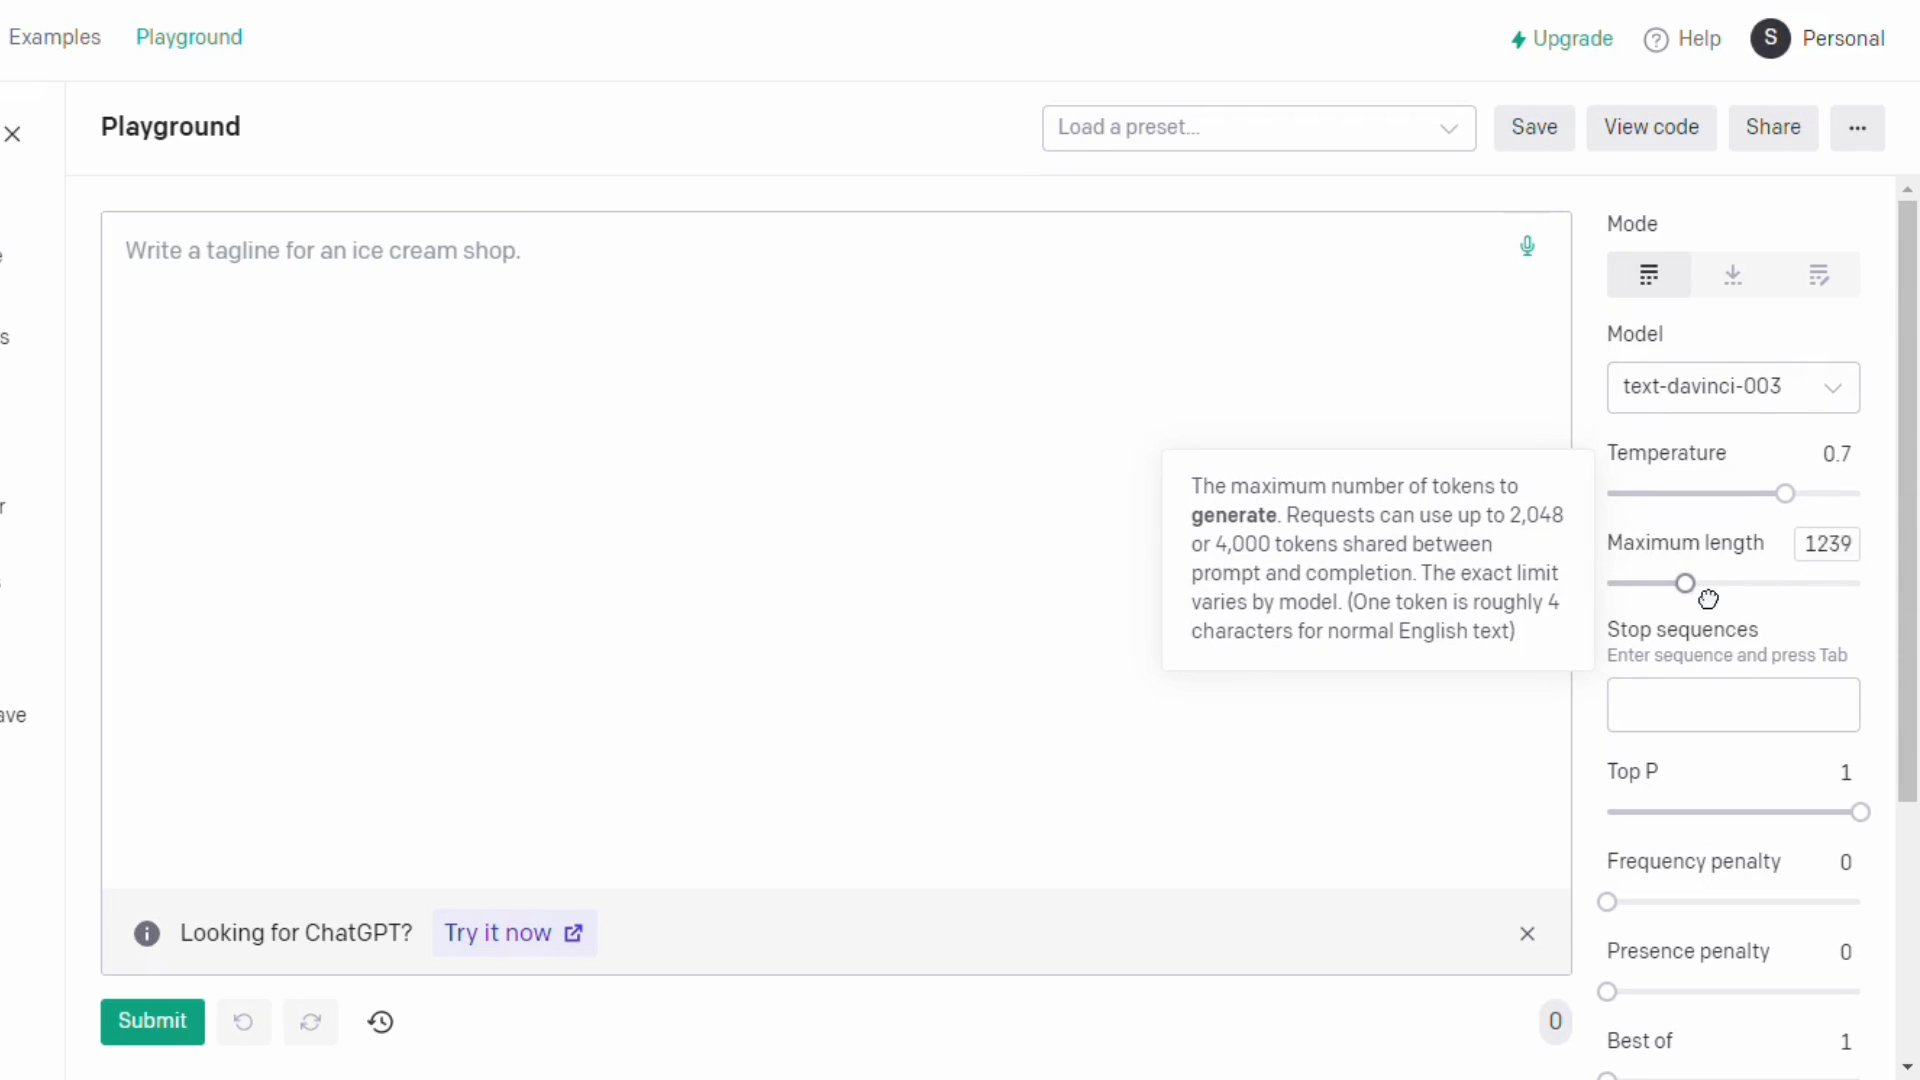 Examples Playground
Upgrade Help S Personal
Playground
Load a preset... Save View code Share ...
Write a tagline for an ice cream shop.
Mode
Model
text-davinci-003
Temperature 0.7
The maximum number of tokens to
generate. Requests can use up to 2,048
or 4,000 tokens shared between
prompt and completion. The exact limit
varies by model. (One token is roughly 4
characters for normal English text)
Maximum length 1239
Stop sequences
Enter sequence and press Tab
ave
Top P 1
Frequency penalty 0
Looking for ChatGPT? Try it now
Presence penalty 0
Submit 0
Best of 1